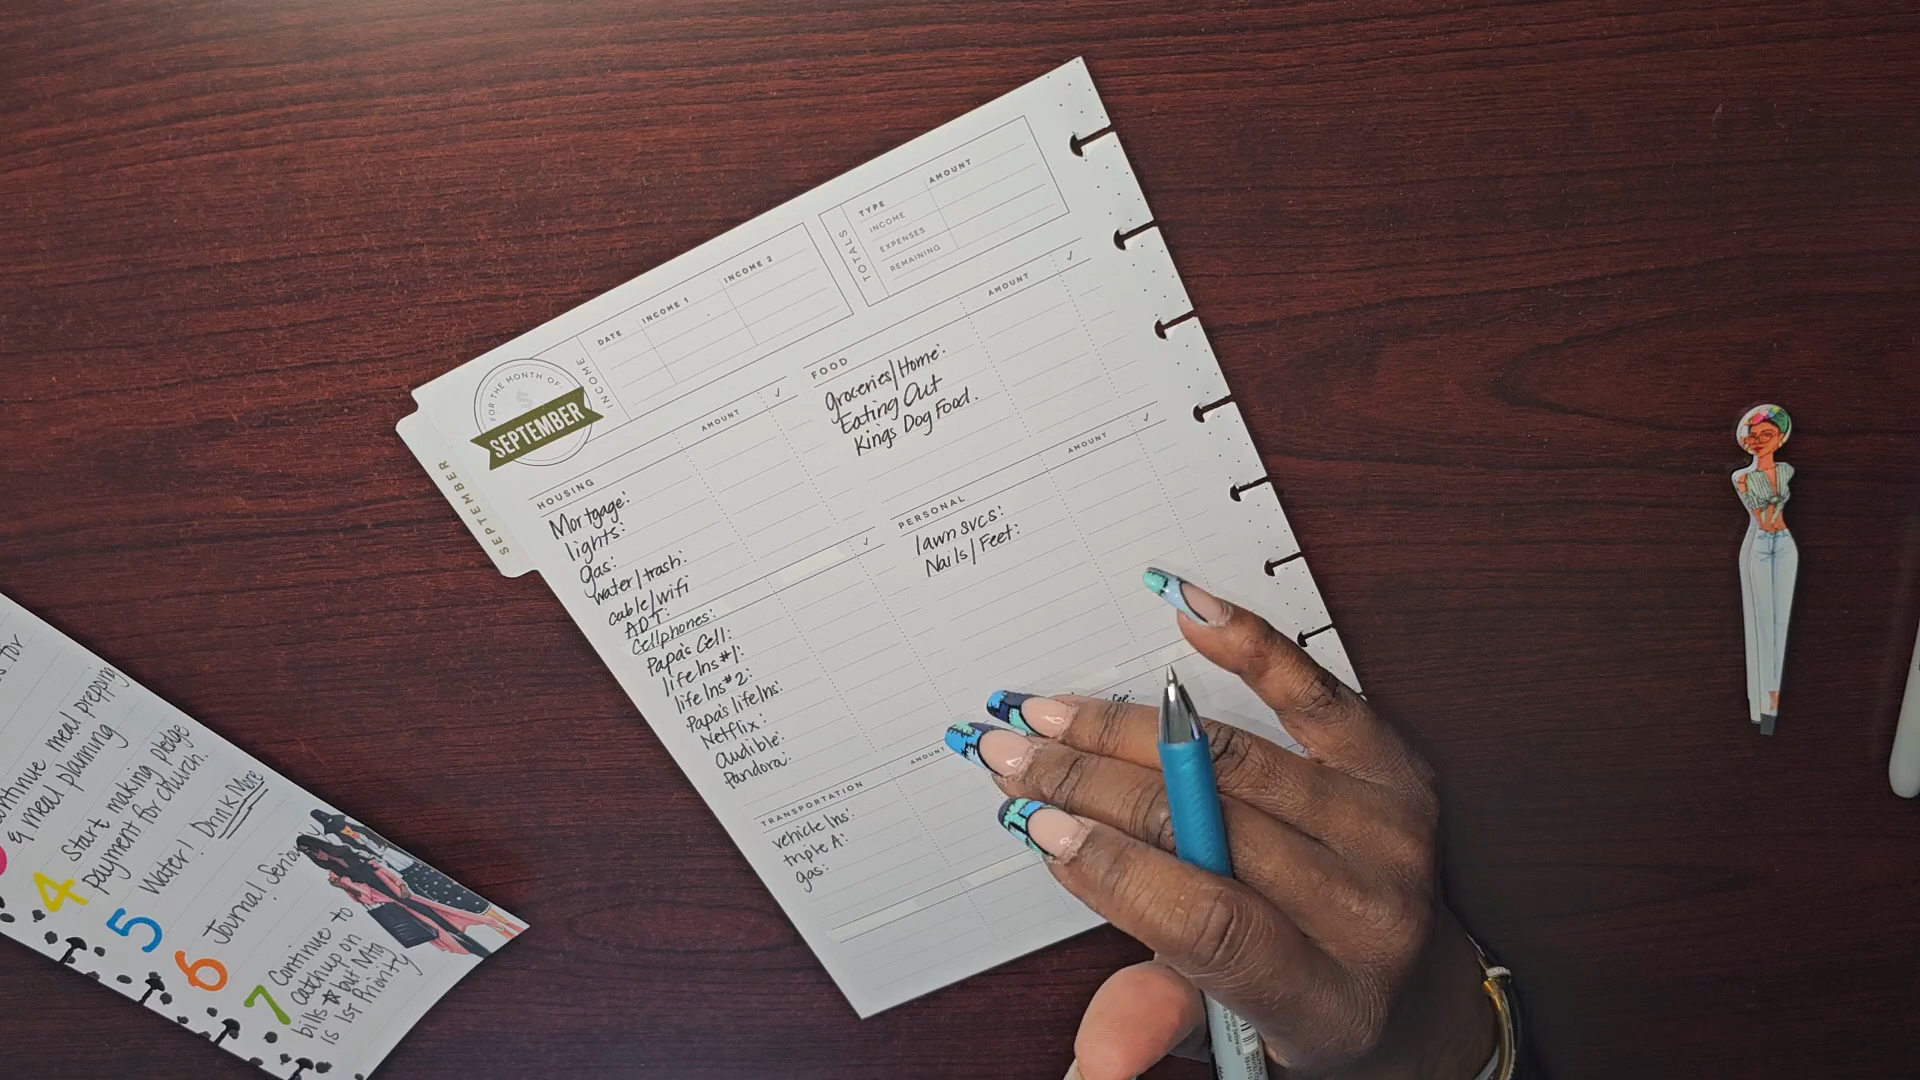 FOR THE MONTH OF:
SEPTEMBER
SEPTEMBER
INCOME
DATE
INCOME 1
INCOME 2
TOTALS
TYPE
AMOUNT
INCOME
EXPENSES
REMAINING
HOUSING
AMOUNT
✓
Mortgage:
lights:
gas:
water/trash:
cable/wifi
ADT:
Cellphones:
✓
Papa's Cell:
life Ins #1:
life Ins #2:
Papa's life Ins:
Netflix:
Audible:
Pandora:
TRANSPORTATION
AMOUNT
vehicle Ins:
triple A:
gas:
FOOD
AMOUNT
✓
groceries/Home:
Eating Out
Kings Dog Food.
PERSONAL
AMOUNT
✓
lawn svcs:
Nails/Feet:
fee:
for
continue meal prepping
& meal planning
4 Start making pledge
payment for church.
5 Water! Drink More
6 Journal Seriously
7 Continue to
catchup on
bills ☆ but Mtg
is 1st Priority